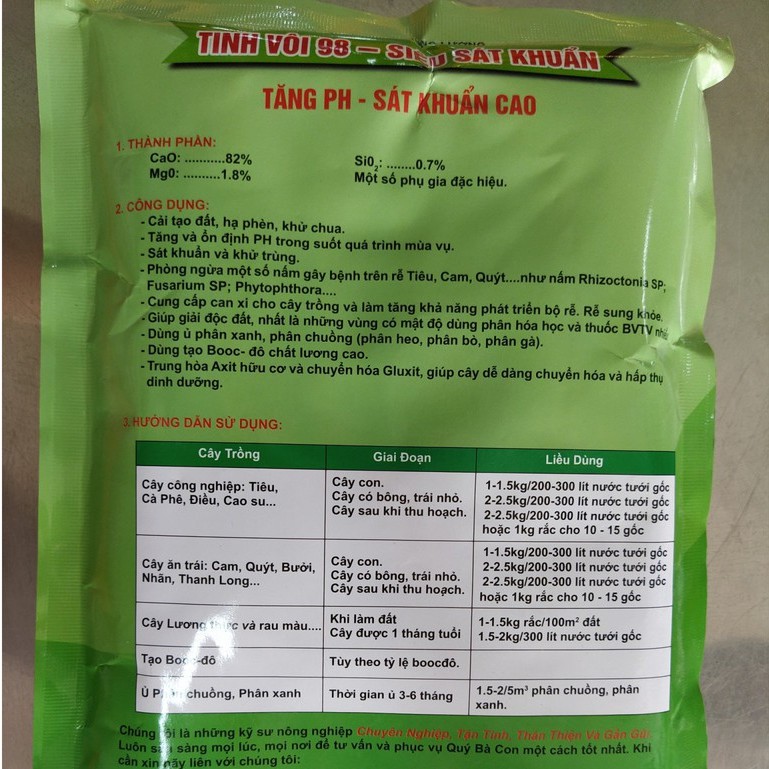 TINH VÔI 98 – SIÊU SÁT KHUẨN
TĂNG PH - SÁT KHUẨN CAO
1. THÀNH PHẦN:
CaO: ...........82%
Si0₂: ........0.7%
Mg0: ..........1.8%
Một số phụ gia đặc hiệu.
2. CÔNG DỤNG:
- Cải tạo đất, hạ phèn, khử chua.
- Tăng và ổn định PH trong suốt quá trình mùa vụ.
- Sát khuẩn và khử trùng.
- Phòng ngừa một số nấm gây bệnh trên rễ Tiêu, Cam, Quýt....như nấm Rhizoctonia SP;
Fusarium SP; Phytophthora....
- Cung cấp can xi cho cây trồng và làm tăng khả năng phát triển bộ rễ. Rễ sung khỏe.
- Giúp giải độc đất, nhất là những vùng có mật độ dùng phân hóa học và thuốc BVTV
- Dùng ủ phân xanh, phân chuồng (phân heo, phân bò, phân gà).
- Dùng tạo Booc- đô chất lương cao.
- Trung hòa Axit hữu cơ và chuyển hóa Gluxit, giúp cây dễ dàng chuyển hóa và hấp thụ
dinh dưỡng.
3. HƯỚNG DẪN SỬ DỤNG:
Cây Trồng
Giai Đoạn
Liều Dùng
Cây công nghiệp: Tiêu,
Cà Phê, Điều, Cao su...
Cây con.
Cây có bông, trái nhỏ.
Cây sau khi thu hoạch.
1-1.5kg/200-300 lít nước tưới gốc
2-2.5kg/200-300 lít nước tưới gốc
2-2.5kg/200-300 lít nước tưới gốc
hoặc 1kg rắc cho 10 - 15 gốc
Cây ăn trái: Cam, Quýt, Bưởi,
Nhãn, Thanh Long...
Cây con.
Cây có bông, trái nhỏ.
Cây sau khi thu hoạch.
1-1.5kg/200-300 lít nước tưới gốc
2-2.5kg/200-300 lít nước tưới gốc
2-2.5kg/200-300 lít nước tưới gốc
hoặc 1kg rắc cho 10 - 15 gốc
Cây Lương thực và rau màu....
Khi làm đất
Cây được 1 tháng tuổi
1-1.5kg rắc/100m² đất
1.5-2kg/300 lít nước tưới gốc
Tạo Booc-đô
Tùy theo tỷ lệ boocđô.
Ủ Phân chuồng, Phân xanh
Thời gian ủ 3-6 tháng
1.5-2/5m³ phân chuồng, phân
xanh.
Chúng tôi là những kỹ sư nông nghiệp Chuyên Nghiệp, Tận Tình, Thân Thiện Và Gần Gũi.
Luôn sẵn sàng mọi lúc, mọi nơi để tư vấn và phục vụ Quý Bà Con một cách tốt nhất. Khi
cần xin hãy liên với chúng tôi: